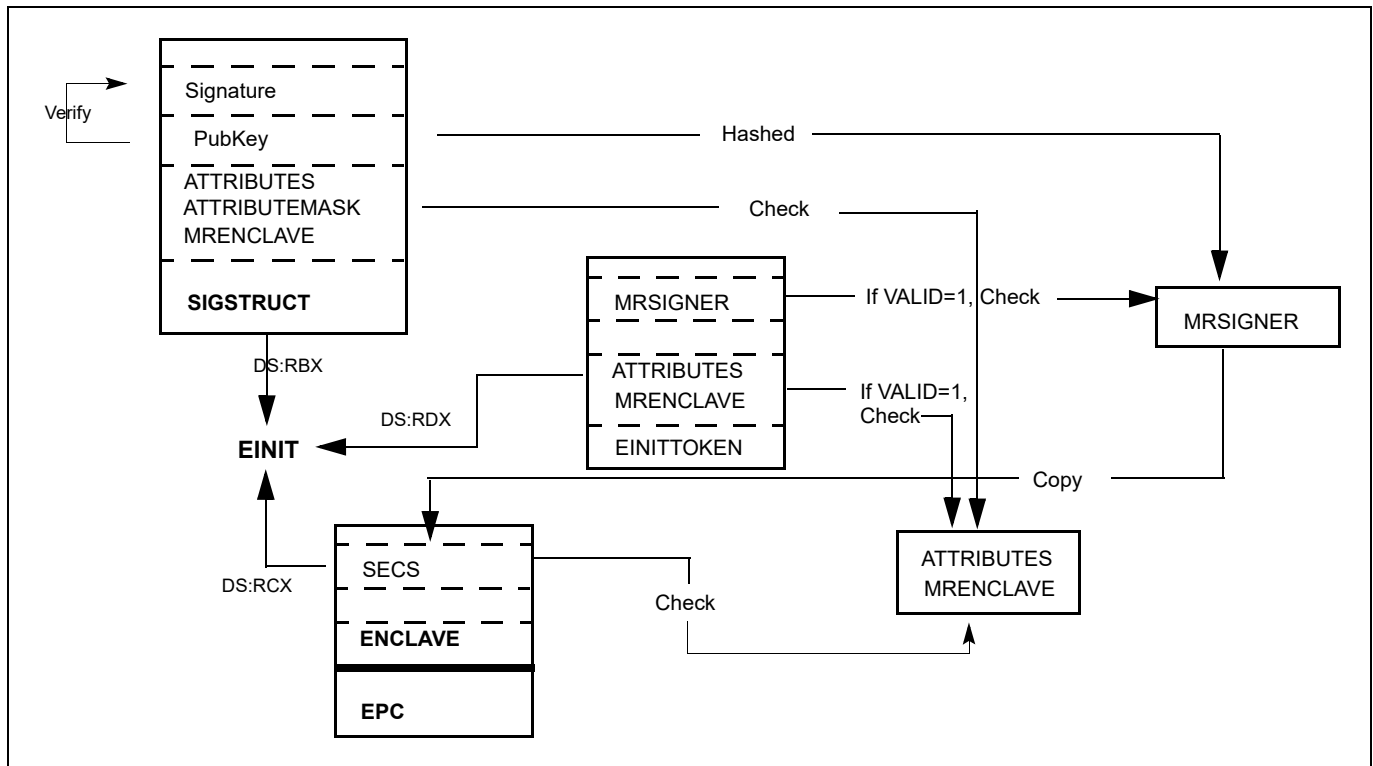 Signature
Verify
PubKey
Hashed
ATTRIBUTES
ATTRIBUTEMASK
MRENCLAVE
Check
SIGSTRUCT
MRSIGNER
If VALID=1, Check
MRSIGNER
DS:RBX
ATTRIBUTES
MRENCLAVE
If VALID=1,
Check
DS:RDX
EINIT
EINITTOKEN
Copy
SECS
DS:RCX
ATTRIBUTES
MRENCLAVE
Check
ENCLAVE
EPC